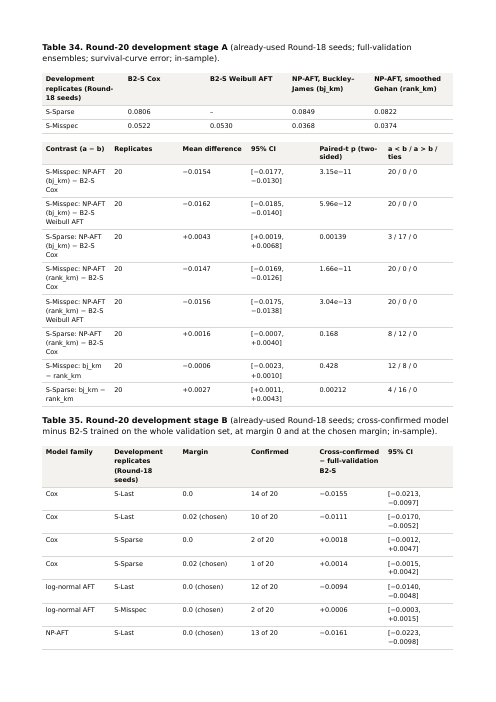 Table 34. Round-20 development stage A (already-used Round-18 seeds; full-validation
ensembles; survival-curve error; in-sample).
Development replicates (Round-18 seeds) B2-S Cox B2-S Weibull AFT NP-AFT, Buckley–James (bj_km) NP-AFT, smoothed Gehan (rank_km)
S-Sparse 0.0806 – 0.0849 0.0822
S-Misspec 0.0522 0.0530 0.0368 0.0374
Contrast (a − b) Replicates Mean difference 95% CI Paired-t p (two-sided) a < b / a > b / ties
S-Misspec: NP-AFT (bj_km) − B2-S Cox 20 −0.0154 [−0.0177, −0.0130] 3.15e−11 20 / 0 / 0
S-Misspec: NP-AFT (bj_km) − B2-S Weibull AFT 20 −0.0162 [−0.0185, −0.0140] 5.96e−12 20 / 0 / 0
S-Sparse: NP-AFT (bj_km) − B2-S Cox 20 +0.0043 [+0.0019, +0.0068] 0.00139 3 / 17 / 0
S-Misspec: NP-AFT (rank_km) − B2-S Cox 20 −0.0147 [−0.0169, −0.0126] 1.66e−11 20 / 0 / 0
S-Misspec: NP-AFT (rank_km) − B2-S Weibull AFT 20 −0.0156 [−0.0175, −0.0138] 3.04e−13 20 / 0 / 0
S-Sparse: NP-AFT (rank_km) − B2-S Cox 20 +0.0016 [−0.0007, +0.0040] 0.168 8 / 12 / 0
S-Misspec: bj_km − rank_km 20 −0.0006 [−0.0023, +0.0010] 0.428 12 / 8 / 0
S-Sparse: bj_km − rank_km 20 +0.0027 [+0.0011, +0.0043] 0.00212 4 / 16 / 0
Table 35. Round-20 development stage B (already-used Round-18 seeds; cross-confirmed model
minus B2-S trained on the whole validation set, at margin 0 and at the chosen margin; in-sample).
Model family Development replicates (Round-18 seeds) Margin Confirmed Cross-confirmed − full-validation B2-S 95% CI
Cox S-Last 0.0 14 of 20 −0.0155 [−0.0213, −0.0097]
Cox S-Last 0.02 (chosen) 10 of 20 −0.0111 [−0.0170, −0.0052]
Cox S-Sparse 0.0 2 of 20 +0.0018 [−0.0012, +0.0047]
Cox S-Sparse 0.02 (chosen) 1 of 20 +0.0014 [−0.0015, +0.0042]
log-normal AFT S-Last 0.0 (chosen) 12 of 20 −0.0094 [−0.0140, −0.0048]
log-normal AFT S-Misspec 0.0 (chosen) 2 of 20 +0.0006 [−0.0003, +0.0015]
NP-AFT S-Last 0.0 (chosen) 13 of 20 −0.0161 [−0.0223, −0.0098]